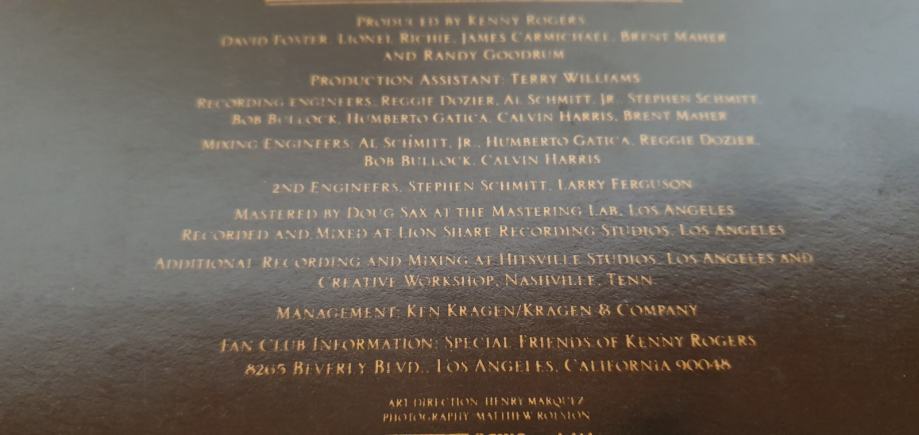 PRODUCED BY KENNY ROGERS
DAVID FOSTER, LIONEL RICHIE, JAMES CARMICHAEL, BRENT MAHER
AND RANDY GOODRUM
PRODUCTION ASSISTANT: TERRY WILLIAMS
RECORDING ENGINEERS: REGGIE DOZIER, AL SCHMITT, JR., STEPHEN SCHMITT,
BOB BULLOCK, HUMBERTO GATICA, CALVIN HARRIS, BRENT MAHER
MIXING ENGINEERS: AL SCHMITT, JR., HUMBERTO GATICA, REGGIE DOZIER,
BOB BULLOCK, CALVIN HARRIS
2ND ENGINEERS, STEPHEN SCHMITT, LARRY FERGUSON
MASTERED BY DOUG SAX AT THE MASTERING LAB, LOS ANGELES
RECORDED AND MIXED AT LION SHARE RECORDING STUDIOS, LOS ANGELES
ADDITIONAL RECORDING AND MIXING AT HITSVILLE STUDIOS, LOS ANGELES AND
CREATIVE WORKSHOP, NASHVILLE, TENN.
MANAGEMENT: KEN KRAGEN/KRAGEN & COMPANY
FAN CLUB INFORMATION: SPECIAL FRIENDS OF KENNY ROGERS
8265 BEVERLY BLVD., LOS ANGELES, CALIFORNIA 90048
ART DIRECTION: HENRY MARQUEZ
PHOTOGRAPHY: MATTHEW ROLSTON